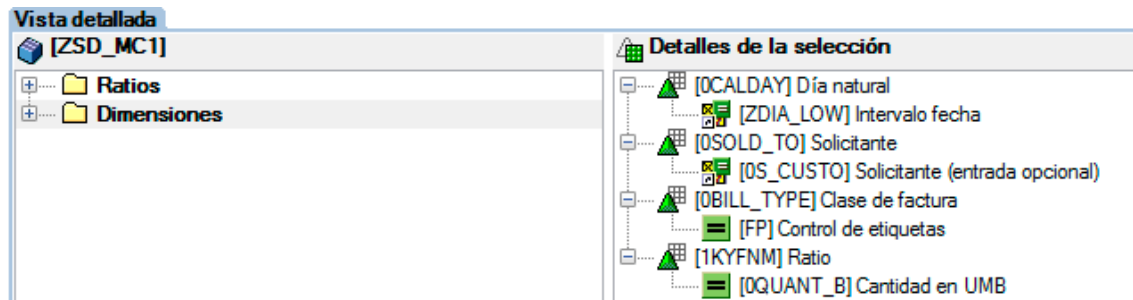 Vista detallada
[ZSD_MC1]
Ratios
Dimensiones
Detalles de la selección
[0CALDAY] Día natural
[ZDIA_LOW] Intervalo fecha
[0SOLD_TO] Solicitante
[0S_CUSTO] Solicitante (entrada opcional)
[0BILL_TYPE] Clase de factura
[FP] Control de etiquetas
[1KYFNM] Ratio
[0QUANT_B] Cantidad en UMB